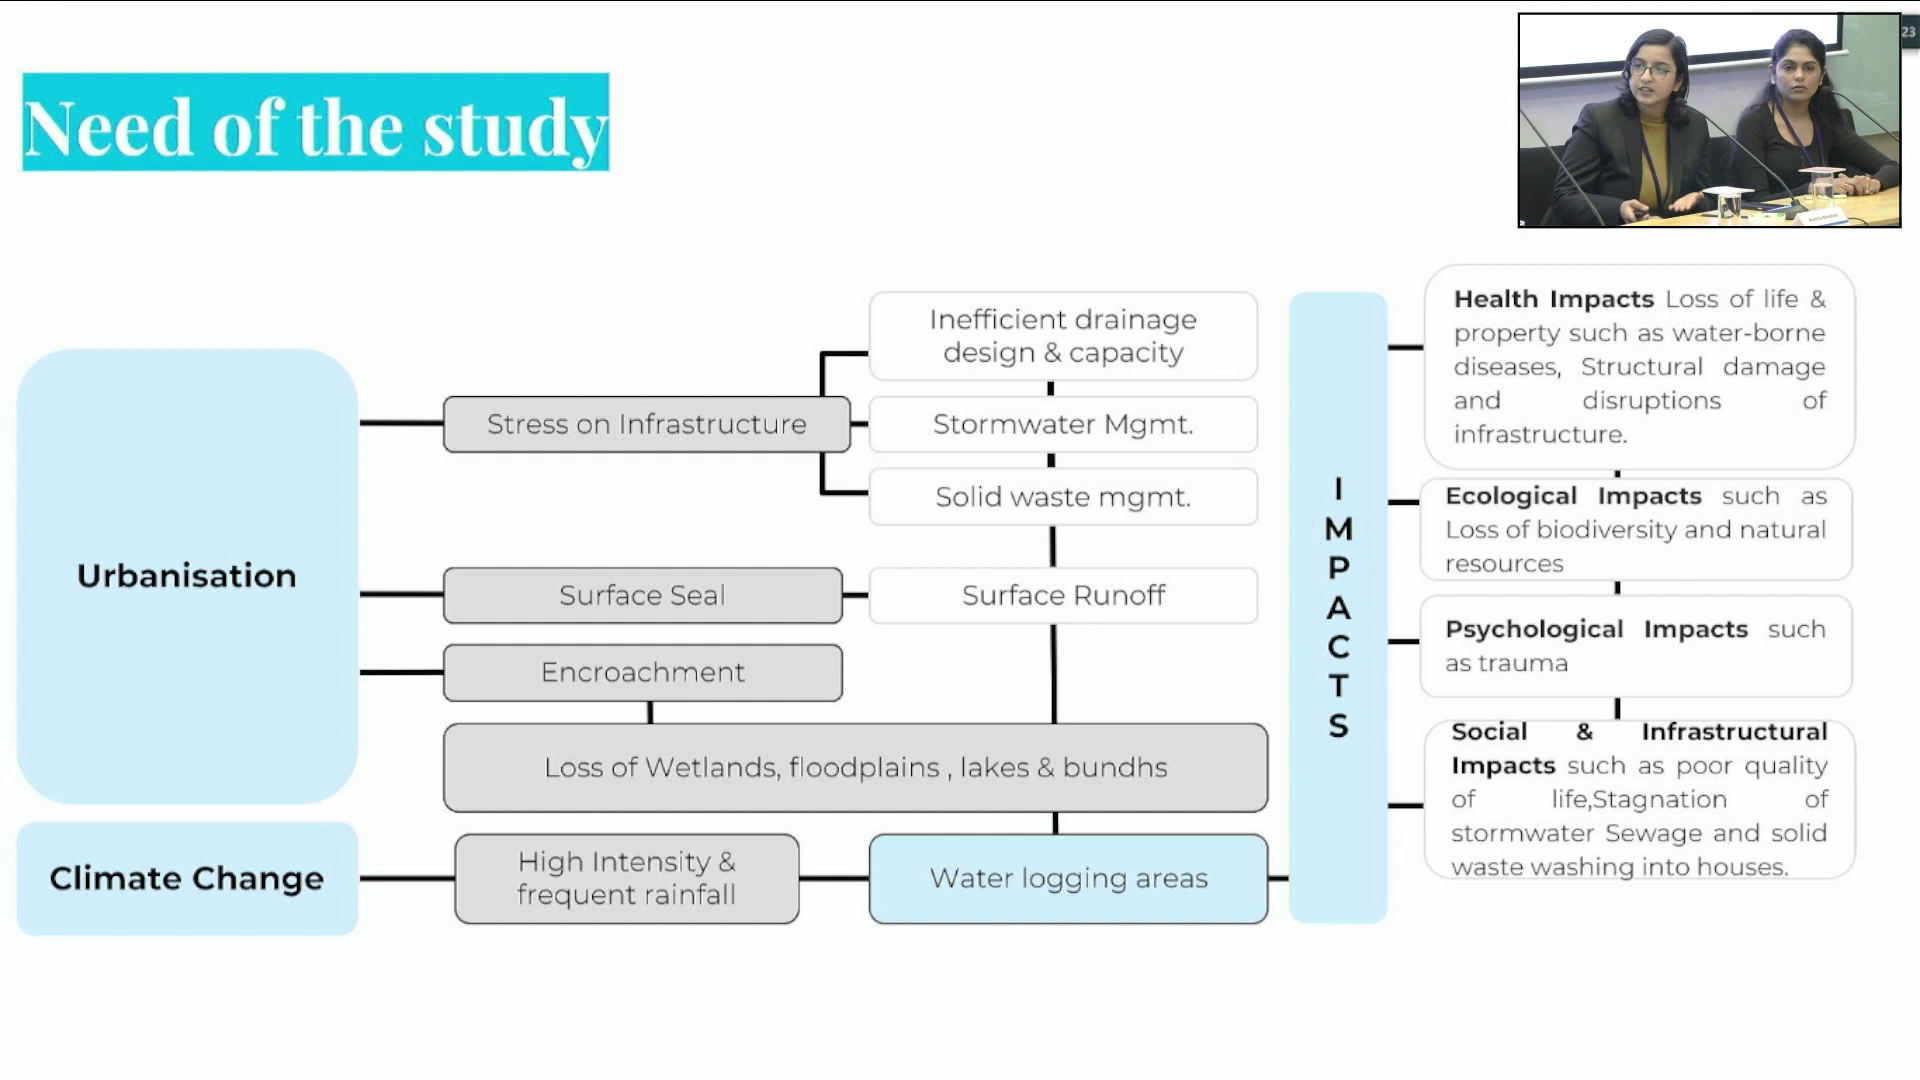 23
Need of the study
Urbanisation
Climate Change
Stress on Infrastructure
Surface Seal
Encroachment
Loss of Wetlands, floodplains , lakes & bundhs
High Intensity &
frequent rainfall
Inefficient drainage
design & capacity
Stormwater Mgmt.
Solid waste mgmt.
Surface Runoff
Water logging areas
I
M
P
A
C
T
S
Health Impacts Loss of life &
property such as water-borne
diseases, Structural damage
and disruptions of
infrastructure.
Ecological Impacts such as
Loss of biodiversity and natural
resources
Psychological Impacts such
as trauma
Social & Infrastructural
Impacts such as poor quality
of life,Stagnation of
stormwater Sewage and solid
waste washing into houses.